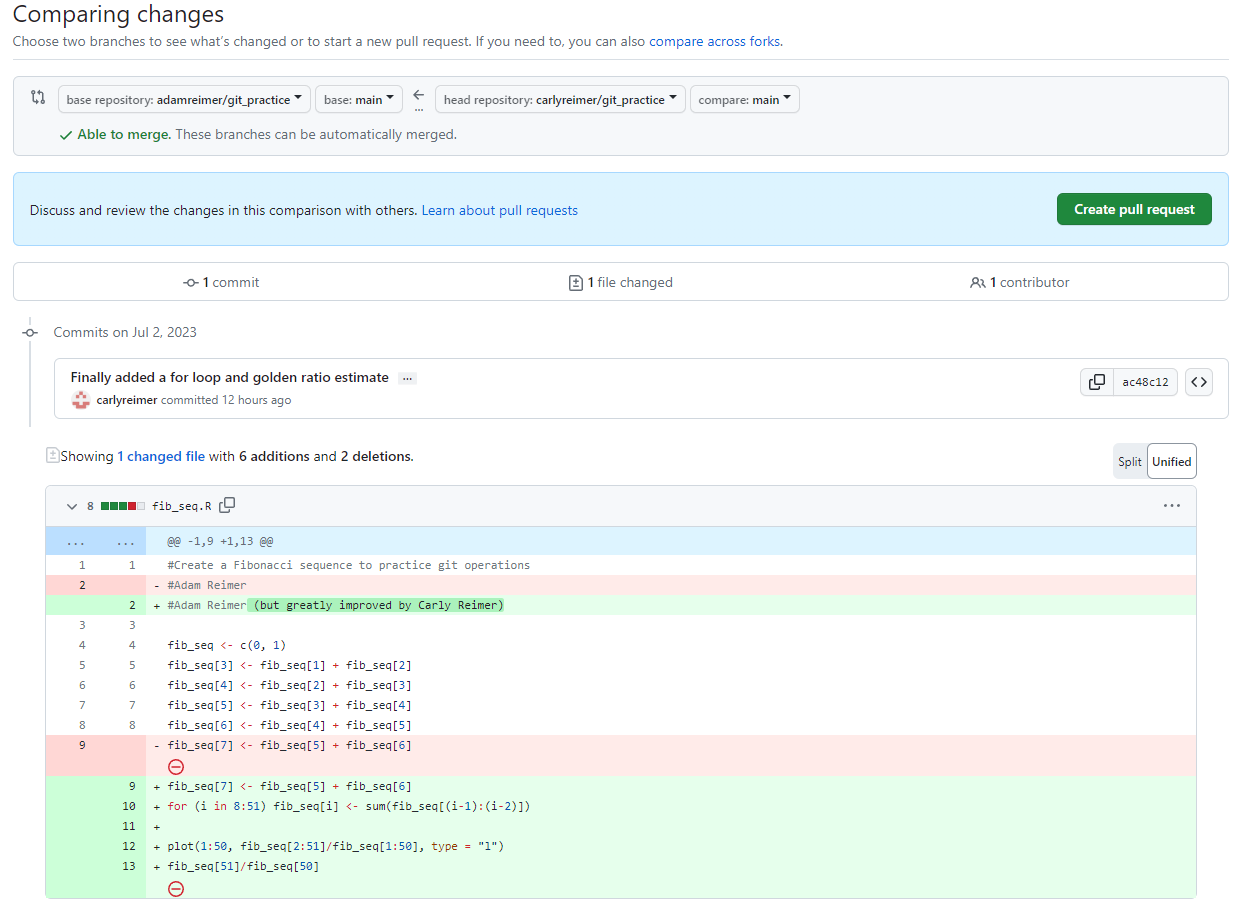 Comparing changes
Choose two branches to see what's changed or to start a new pull request. If you need to, you can also compare across forks.
base repository: adamreimer/git_practice base: main ... head repository: carlyreimer/git_practice compare: main
Able to merge. These branches can be automatically merged.
Discuss and review the changes in this comparison with others. Learn about pull requests Create pull request
1 commit 1 file changed 1 contributor
Commits on Jul 2, 2023
Finally added a for loop and golden ratio estimate ...
carlyreimer committed 12 hours ago ac48c12
Showing 1 changed file with 6 additions and 2 deletions. Split Unified
8 fib_seq.R ...
... ... @@ -1,9 +1,13 @@
1 1 #Create a Fibonacci sequence to practice git operations
2 - #Adam Reimer
2 + #Adam Reimer (but greatly improved by Carly Reimer)
3 3
4 4 fib_seq <- c(0, 1)
5 5 fib_seq[3] <- fib_seq[1] + fib_seq[2]
6 6 fib_seq[4] <- fib_seq[2] + fib_seq[3]
7 7 fib_seq[5] <- fib_seq[3] + fib_seq[4]
8 8 fib_seq[6] <- fib_seq[4] + fib_seq[5]
9 - fib_seq[7] <- fib_seq[5] + fib_seq[6]
9 + fib_seq[7] <- fib_seq[5] + fib_seq[6]
10 + for (i in 8:51) fib_seq[i] <- sum(fib_seq[(i-1):(i-2)])
11 +
12 + plot(1:50, fib_seq[2:51]/fib_seq[1:50], type = "l")
13 + fib_seq[51]/fib_seq[50]